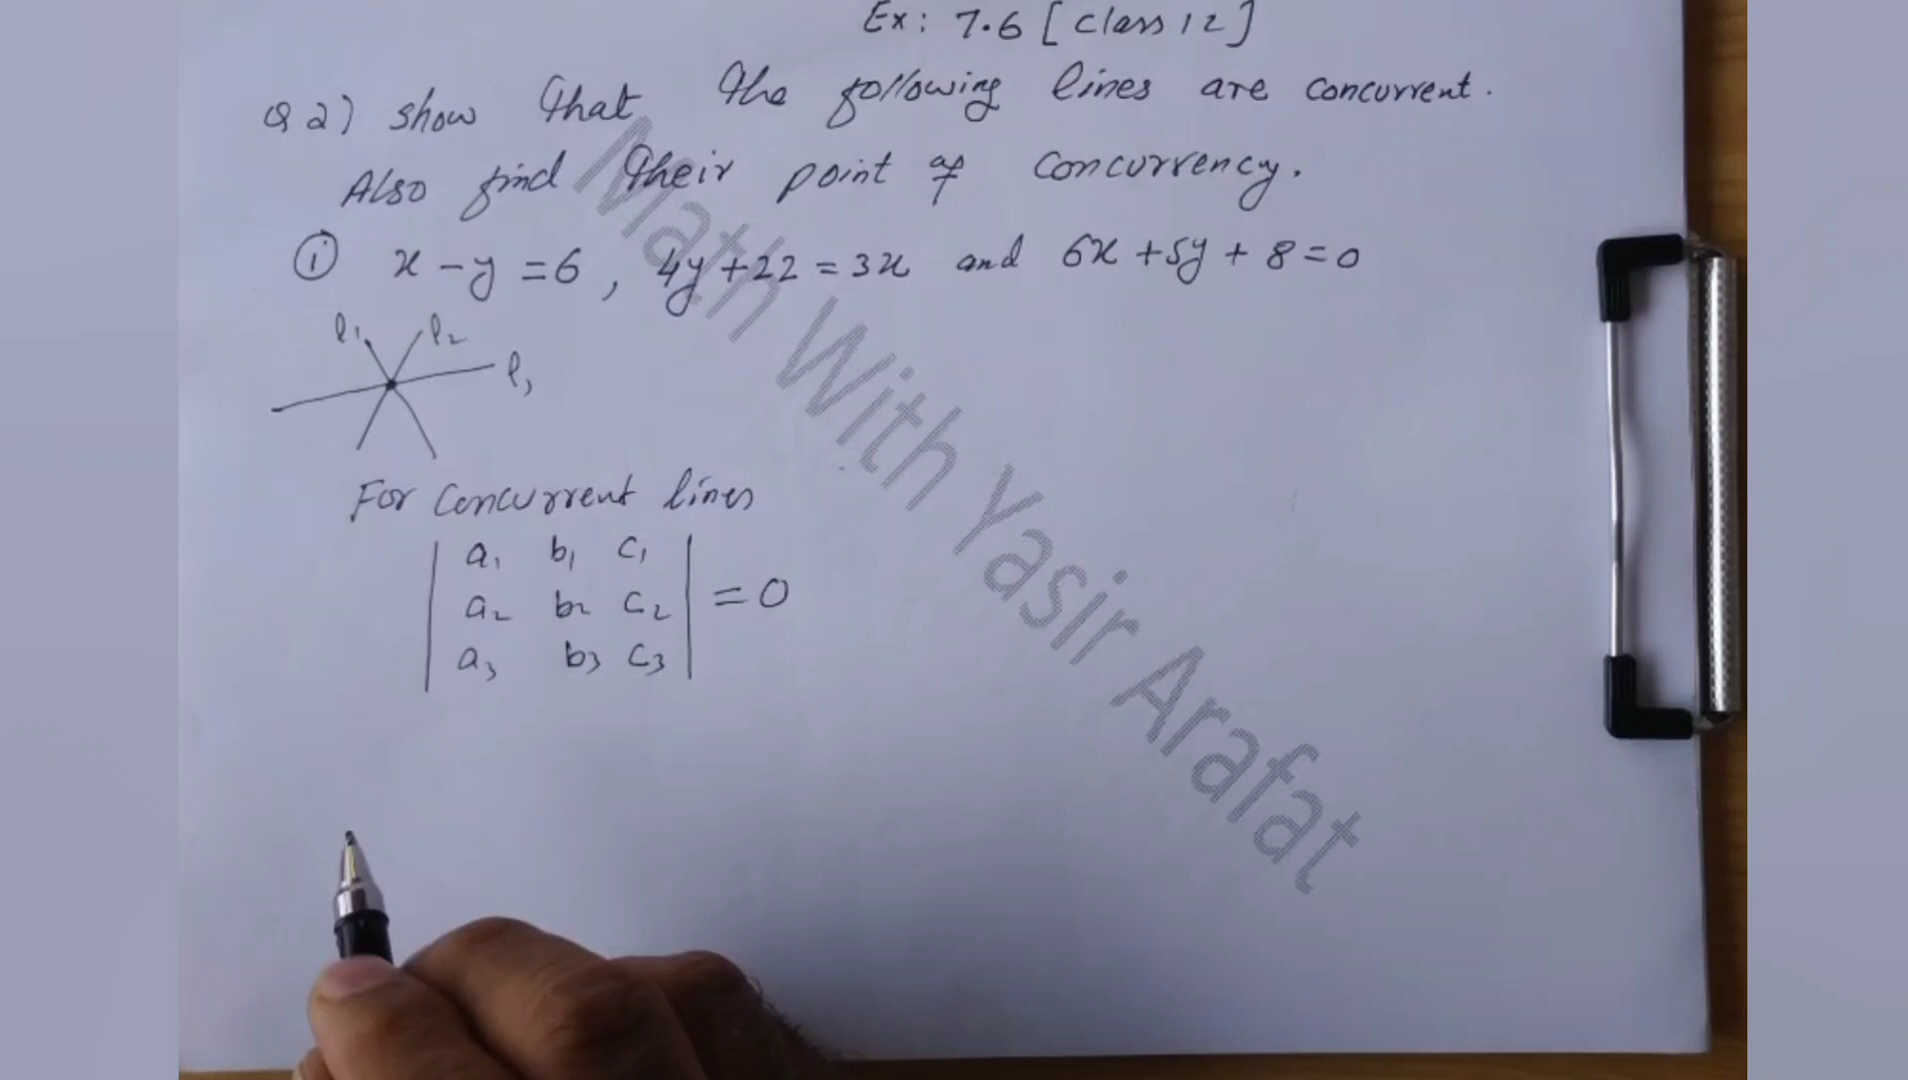 Ex: 7.6 [Class 12]
Q 2) Show that the following lines are concurrent.
Also find their point of concurrency.
i x - y = 6 , 4y + 22 = 3x and 6x + 5y + 8 = 0
l1 l2
l3
For Concurrent lines
a1 b1 c1
a2 b2 c2 = 0
a3 b3 c3
Math With Yasir Arafat